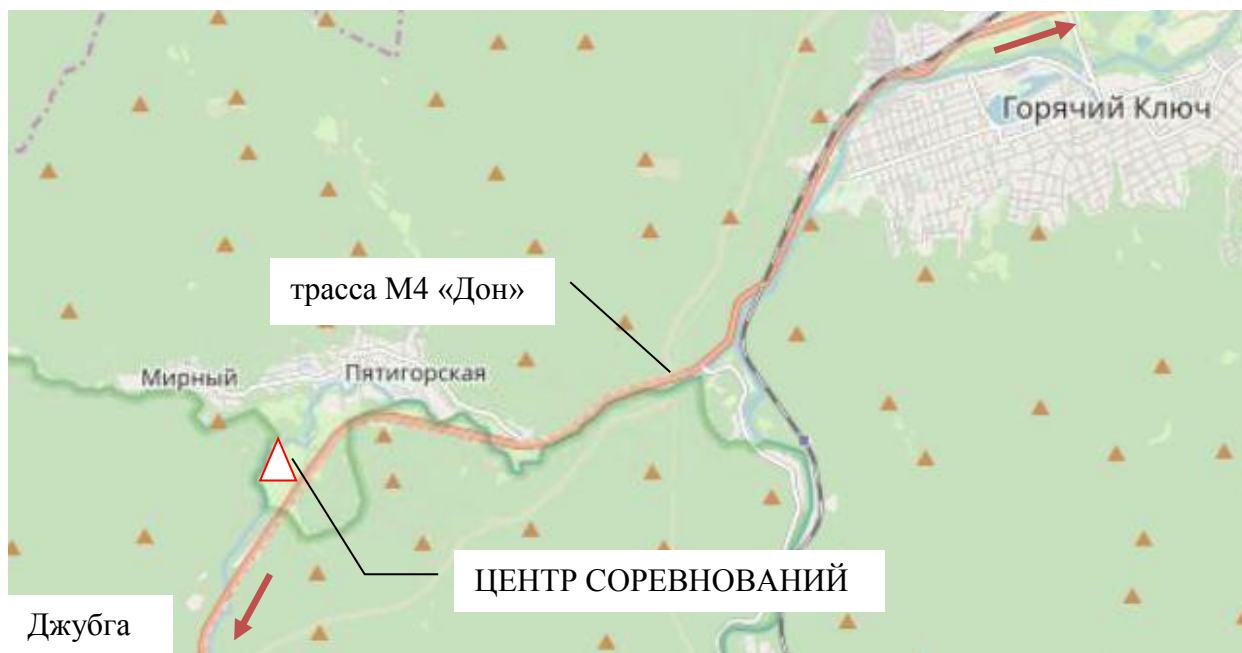 Горячий Ключ
трасса М4 «Дон»
Мирный
Пятигорская
ЦЕНТР СОРЕВНОВАНИЙ
Джубга